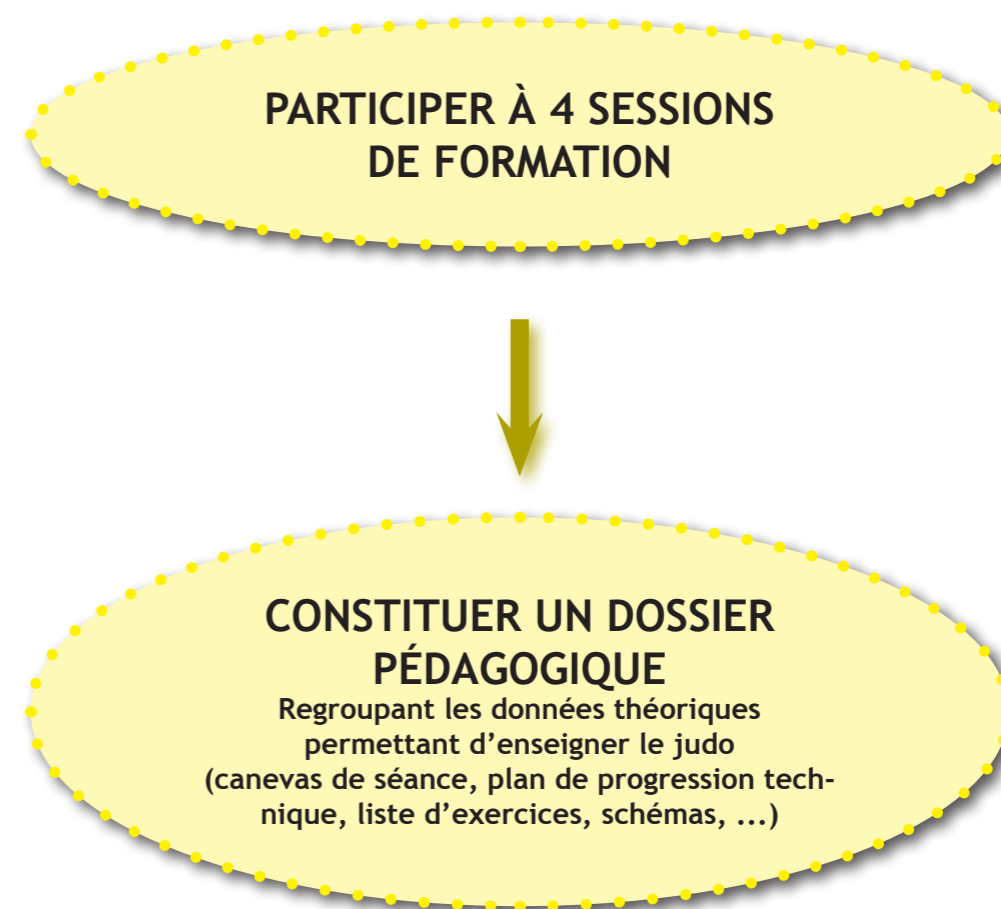 PARTICIPER À 4 SESSIONS
DE FORMATION
CONSTITUER UN DOSSIER
PÉDAGOGIQUE
Regroupant les données théoriques
permettant d’enseigner le judo
(canevas de séance, plan de progression tech-
nique, liste d’exercices, schémas, ...)